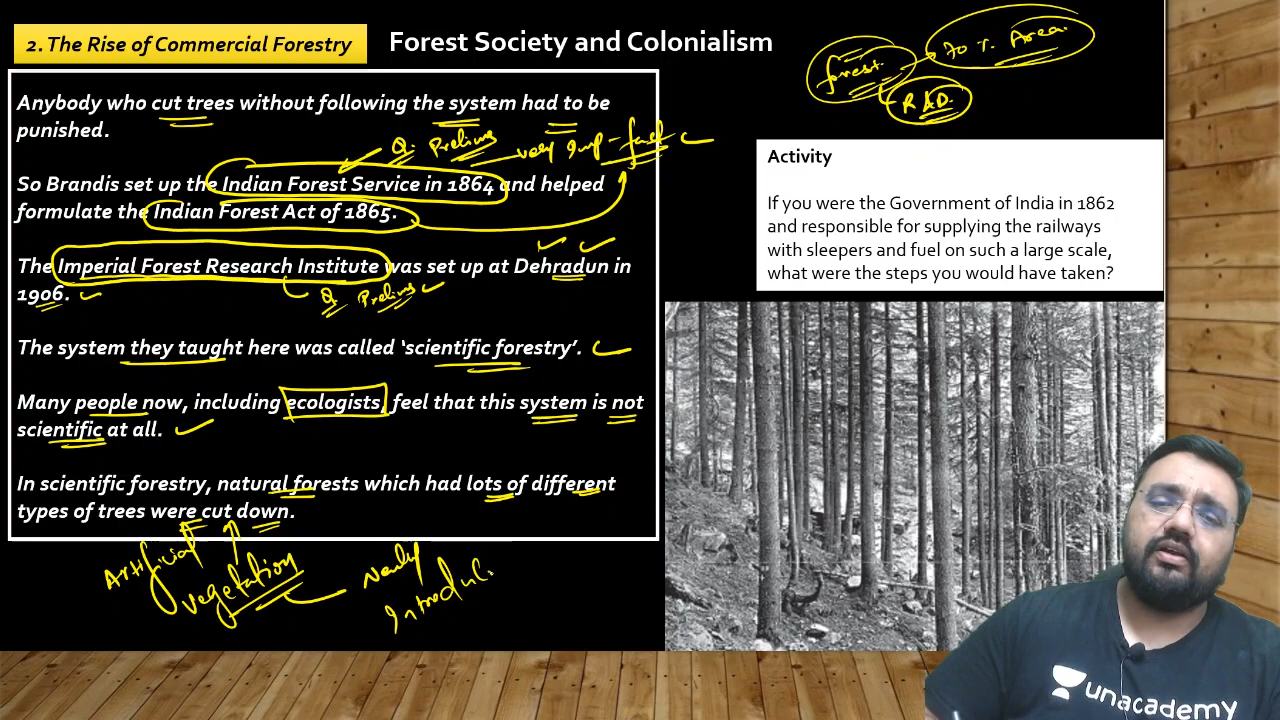 2. The Rise of Commercial Forestry
Forest Society and Colonialism
forest.
70 %. Area.
R & D.
Anybody who cut trees without following the system had to be
punished.
Q. Prelims
very Imp - fact
So Brandis set up the Indian Forest Service in 1864 and helped
formulate the Indian Forest Act of 1865.
The Imperial Forest Research Institute was set up at Dehradun in
1906.
Q. Prelims
The system they taught here was called ‘scientific forestry’.
Many people now, including ecologists, feel that this system is not
scientific at all.
In scientific forestry, natural forests which had lots of different
types of trees were cut down.
Artificial
vegetation
Newly
Introduc.
Activity
If you were the Government of India in 1862
and responsible for supplying the railways
with sleepers and fuel on such a large scale,
what were the steps you would have taken?
unacademy